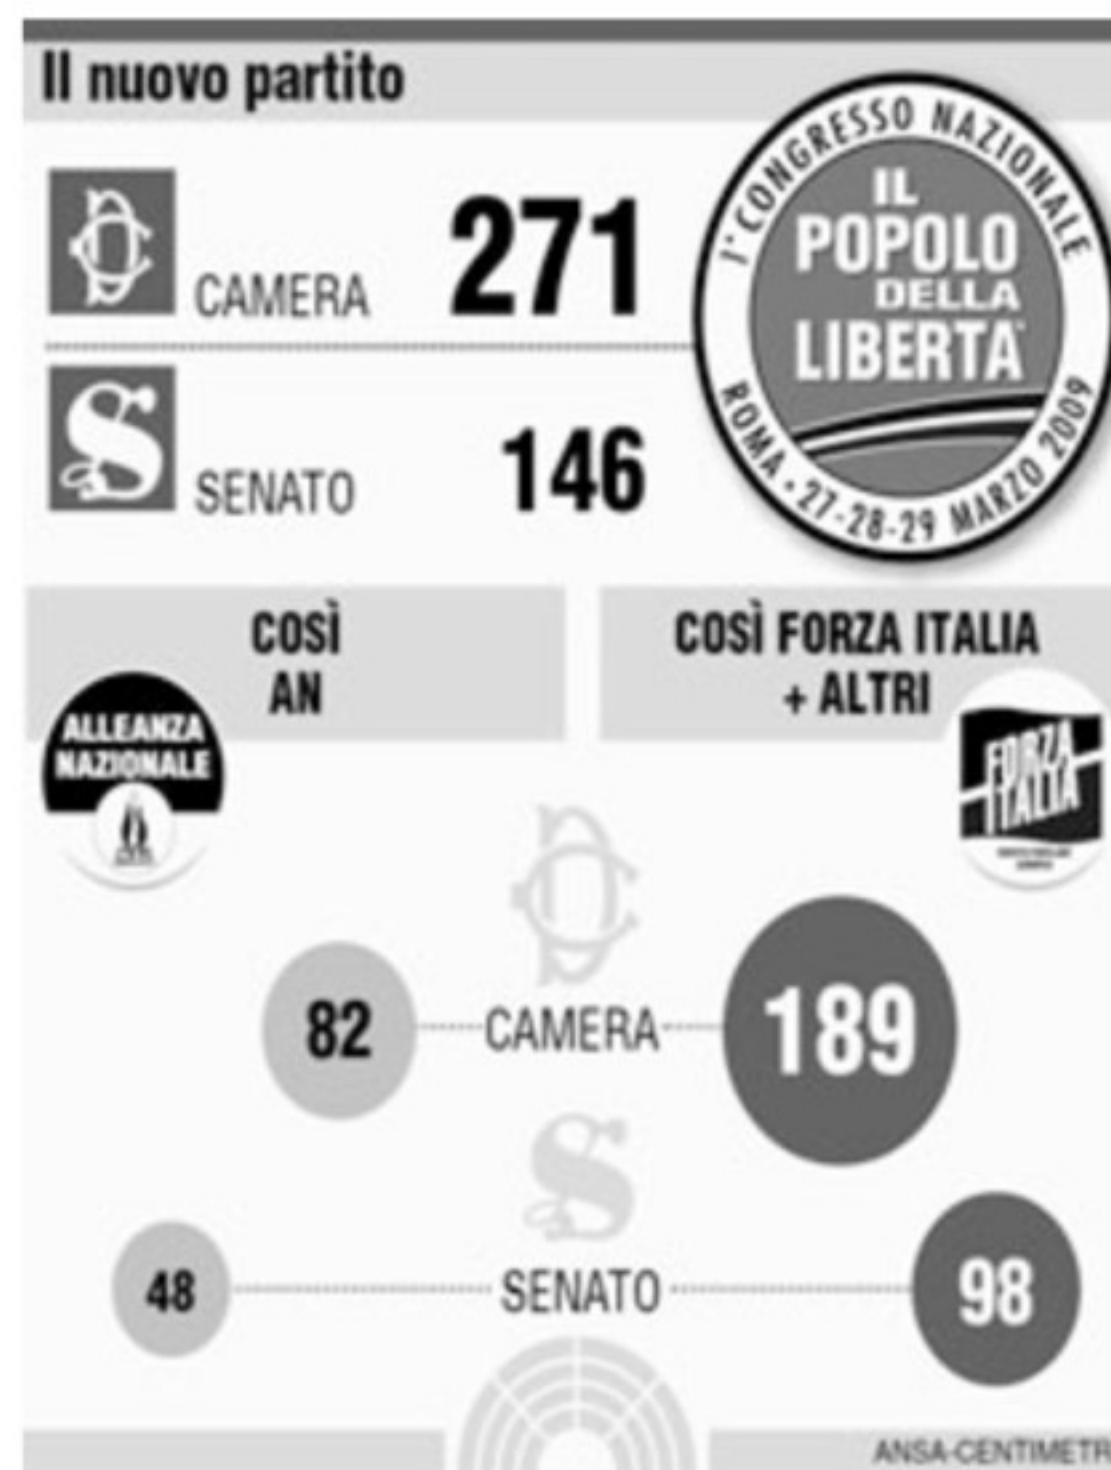 Il nuovo partito
CAMERA 271
SENATO 146
1° CONGRESSO NAZIONALE
IL
POPOLO
DELLA
LIBERTÀ
ROMA • 27-28-29 MARZO 2009
COSÌ
AN
COSÌ FORZA ITALIA
+ ALTRI
ALLEANZA
NAZIONALE
FORZA
ITALIA
82 CAMERA 189
48 SENATO 98
ANSA-CENTIMETR